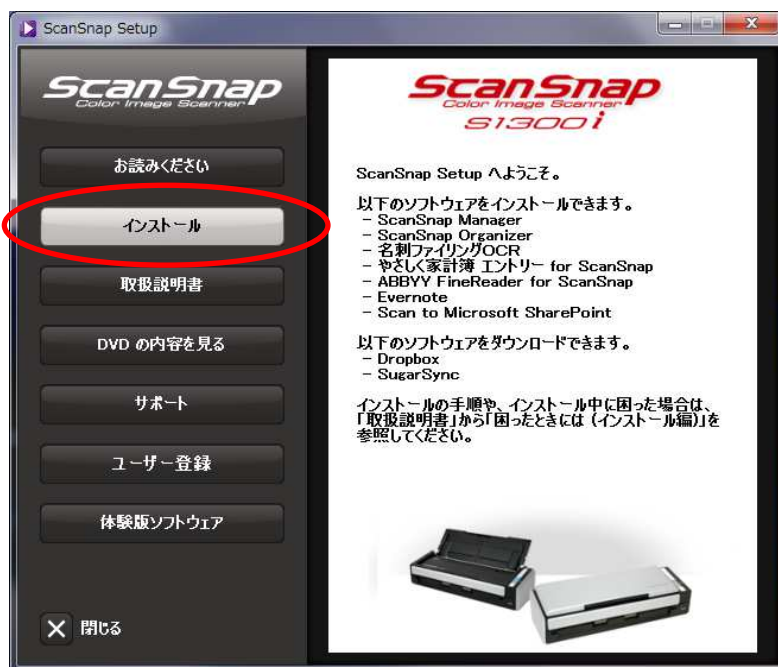 ScanSnap Setup
ScanSnap
Color Image Scanner
お読みください
インストール
取扱説明書
DVD の内容を見る
サポート
ユーザー登録
体験版ソフトウェア
閉じる
ScanSnap
Color Image Scanner
S1300i
ScanSnap Setup へようこそ。
以下のソフトウェアをインストールできます。
- ScanSnap Manager
- ScanSnap Organizer
- 名刺ファイリングOCR
- やさしく家計簿 エントリー for ScanSnap
- ABBYY FineReader for ScanSnap
- Evernote
- Scan to Microsoft SharePoint
以下のソフトウェアをダウンロードできます。
- Dropbox
- SugarSync
インストールの手順や、インストール中に困った場合は、
「取扱説明書」から「困ったときには (インストール編)」を
参照してください。